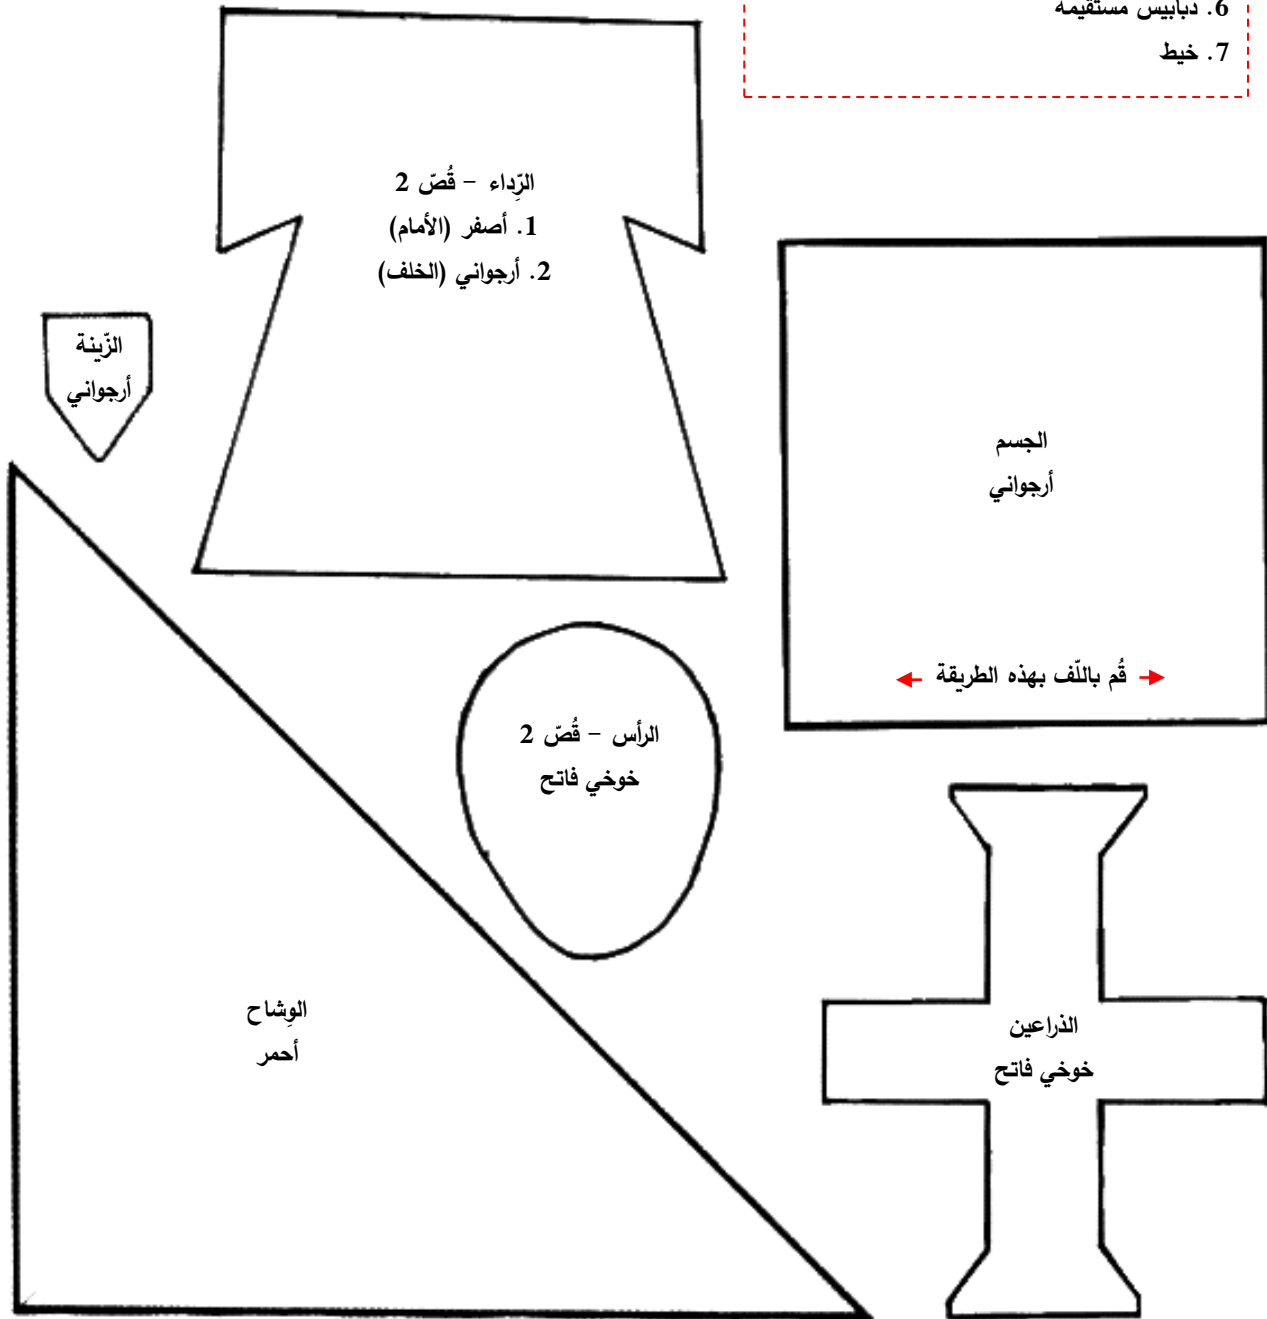 6. دبابيس مستقيمة
7. خيط
الرِّداء – قُصّ 2
1. أصفر (الأمام)
2. أرجواني (الخلف)
الزّينة
أرجواني
الجسم
أرجواني
قُم باللّف بهذه الطريقة
الرأس – قُصّ 2
خوخي فاتح
الوِشاح
أحمر
الذراعين
خوخي فاتح